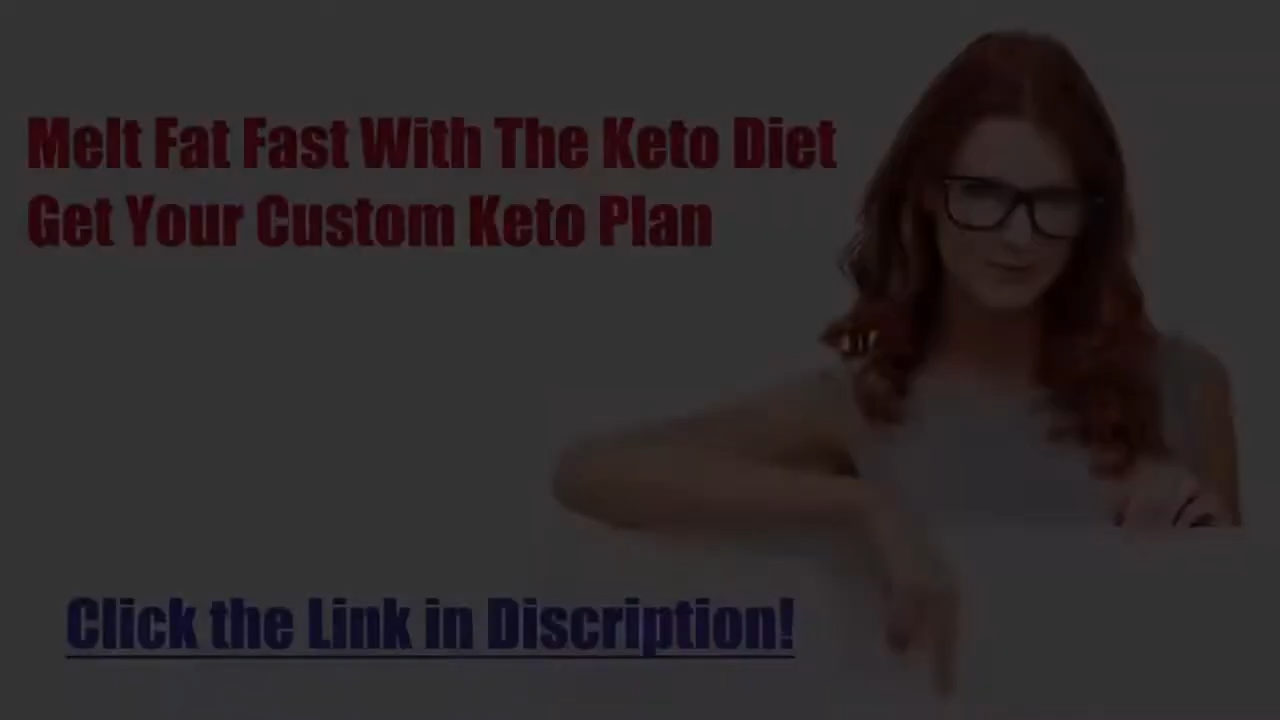 Melt Fat Fast With The Keto Diet
Get Your Custom Keto Plan
Click the Link in Discription!